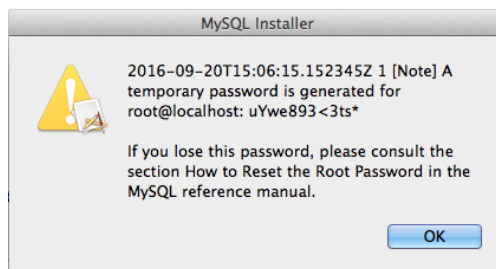 MySQL Installer
2016-09-20T15:06:15.152345Z 1 [Note] A
temporary password is generated for
root@localhost: uYwe893<3ts*
If you lose this password, please consult the
section How to Reset the Root Password in the
MySQL reference manual.
OK